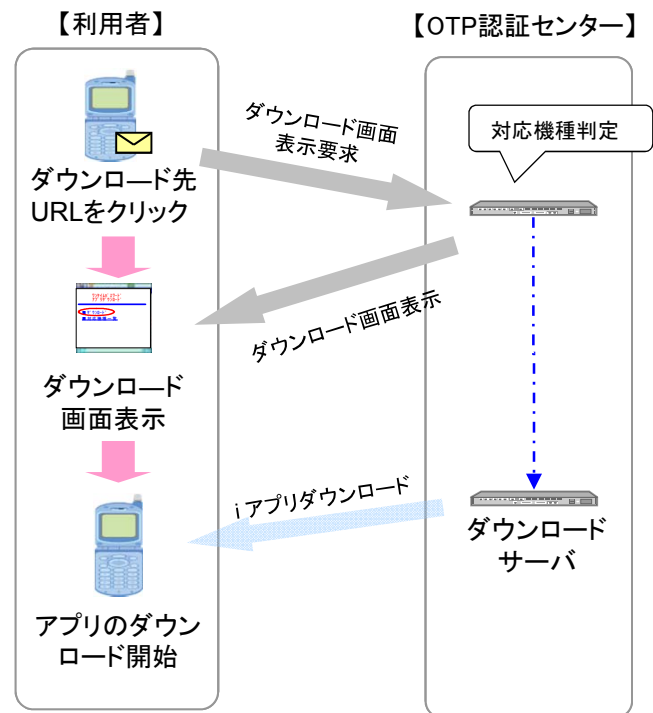 【利用者】
【OTP認証センター】
ダウンロード画面
表示要求
対応機種判定
ダウンロード先
URLをクリック
ダウンロード画面表示
ダウンロード
画面表示
i アプリダウンロード
ダウンロード
サーバ
アプリのダウン
ロード開始